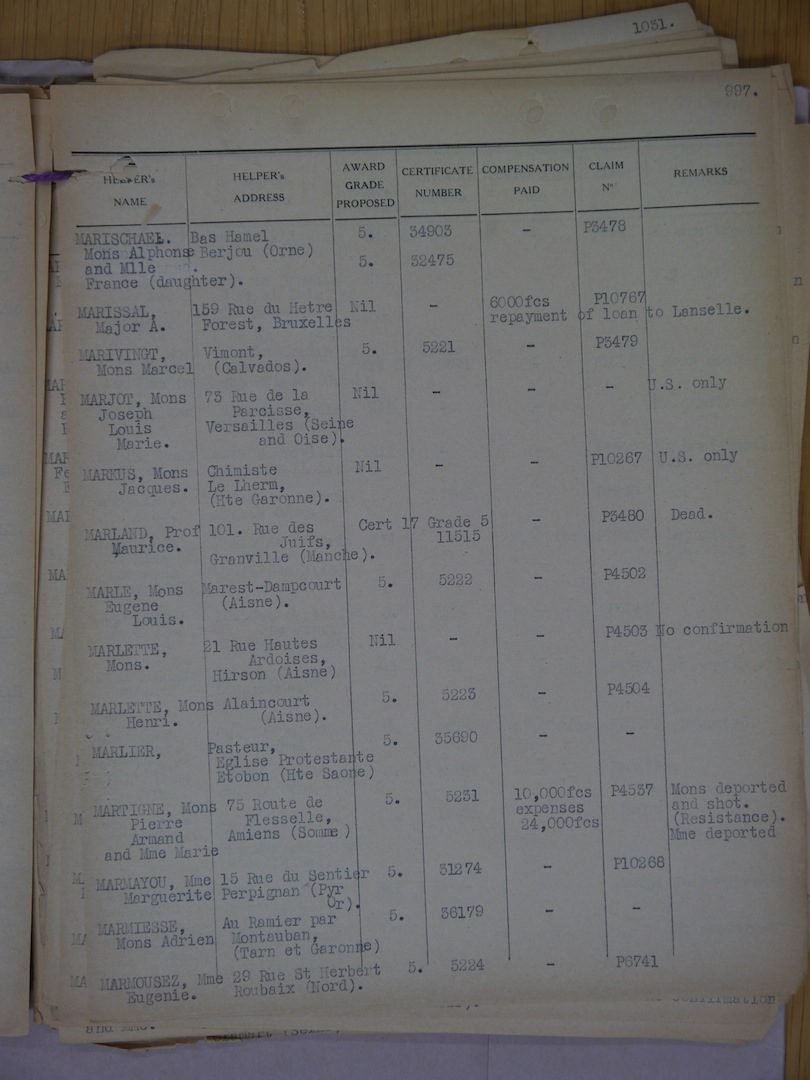 1031.
997.
HELPER's NAME HELPER's ADDRESS AWARD GRADE PROPOSED CERTIFICATE NUMBER COMPENSATION PAID CLAIM Nº REMARKS
MARISCHAEL. Bas Hamel 5. 34903 - P3478
Mons Alphonse Berjou (Orne)
and Mlle . 5. 32475
France (daughter).
MARISSAL, 159 Rue du Hetre Nil - 6000fcs P10767
Major A. Forest, Bruxelles repayment of loan to Lanselle.
MARIVINGT, Vimont, 5. 5221 - P3479
Mons Marcel (Calvados).
MARJOT, Mons 73 Rue de la Nil - - - U.S. only
Joseph Parcisse,
Louis Versailles (Seine
Marie. and Oise).
MARKUS, Mons Chimiste Nil - - P10267 U.S. only
Jacques. Le Lherm,
(Hte Garonne).
MARLAND, Prof 101. Rue des Cert 17 Grade 5 - P3480 Dead.
Maurice. Juifs, 11515
Granville (Manche).
MARLE, Mons Marest-Dampcourt 5. 5222 - P4502
Eugene (Aisne).
Louis.
MARLETTE, 21 Rue Hautes Nil - - P4503 No confirmation
Mons. Ardoises,
Hirson (Aisne)
MARLETTE, Mons Alaincourt 5. 5223 - P4504
Henri. (Aisne).
MARLIER, Pasteur, 5. 35690 - -
Eglise Protestante
Etobon (Hte Saone)
MARTIGNE, Mons 75 Route de 5. 5231 10,000fcs P4537 Mons deported
Pierre Flesselle, expenses and shot.
Armand Amiens (Somme ) 24,000fcs (Resistance).
and Mme Marie Mme deported
MARMAYOU, Mme 15 Rue du Sentier 5. 31274 - P10268
Marguerite Perpignan (Pyr
Or).
MARMIESSE, Au Ramier par 5. 36179 - -
Mons Adrien Montauban,
(Tarn et Garonne)
MARMOUSEZ, Mme 29 Rue St Herbert 5. 5224 - P6741
Eugenie. Roubaix (Nord).